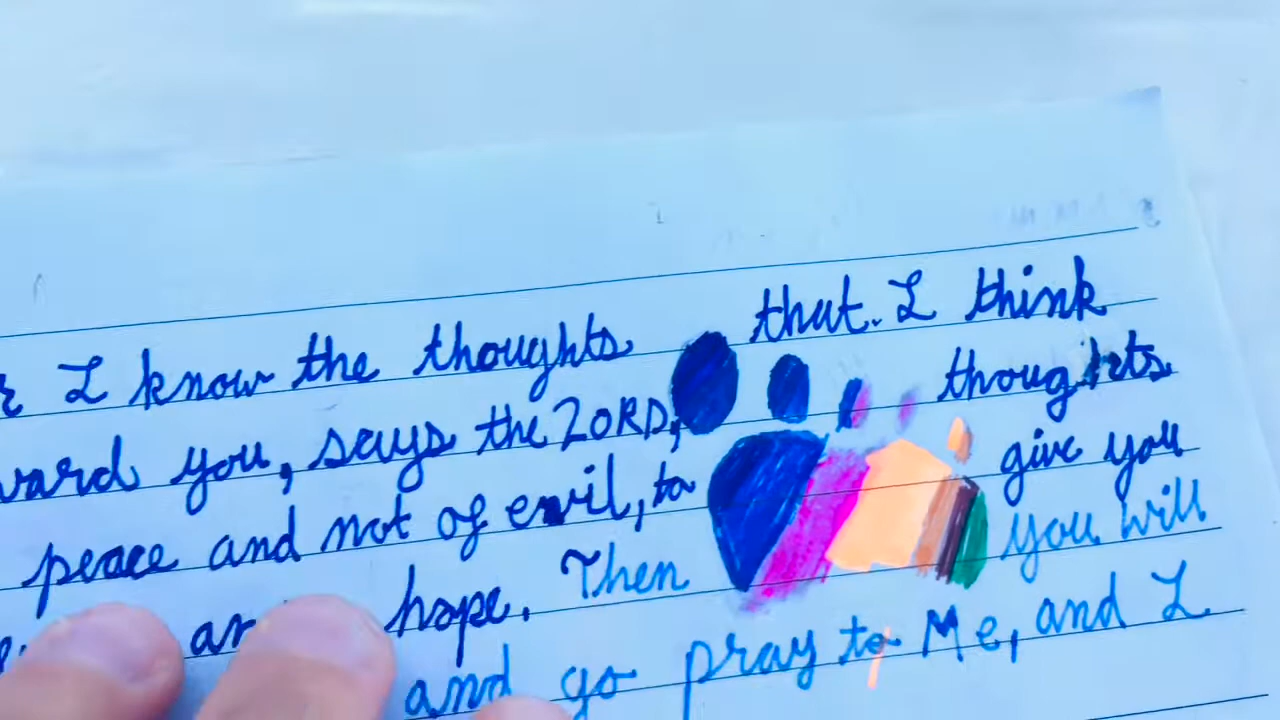 I know the thoughts that I think
ward you, says the LORD, thoughts
peace and not of evil, to give you
hope. Then you will
and go pray to Me, and I